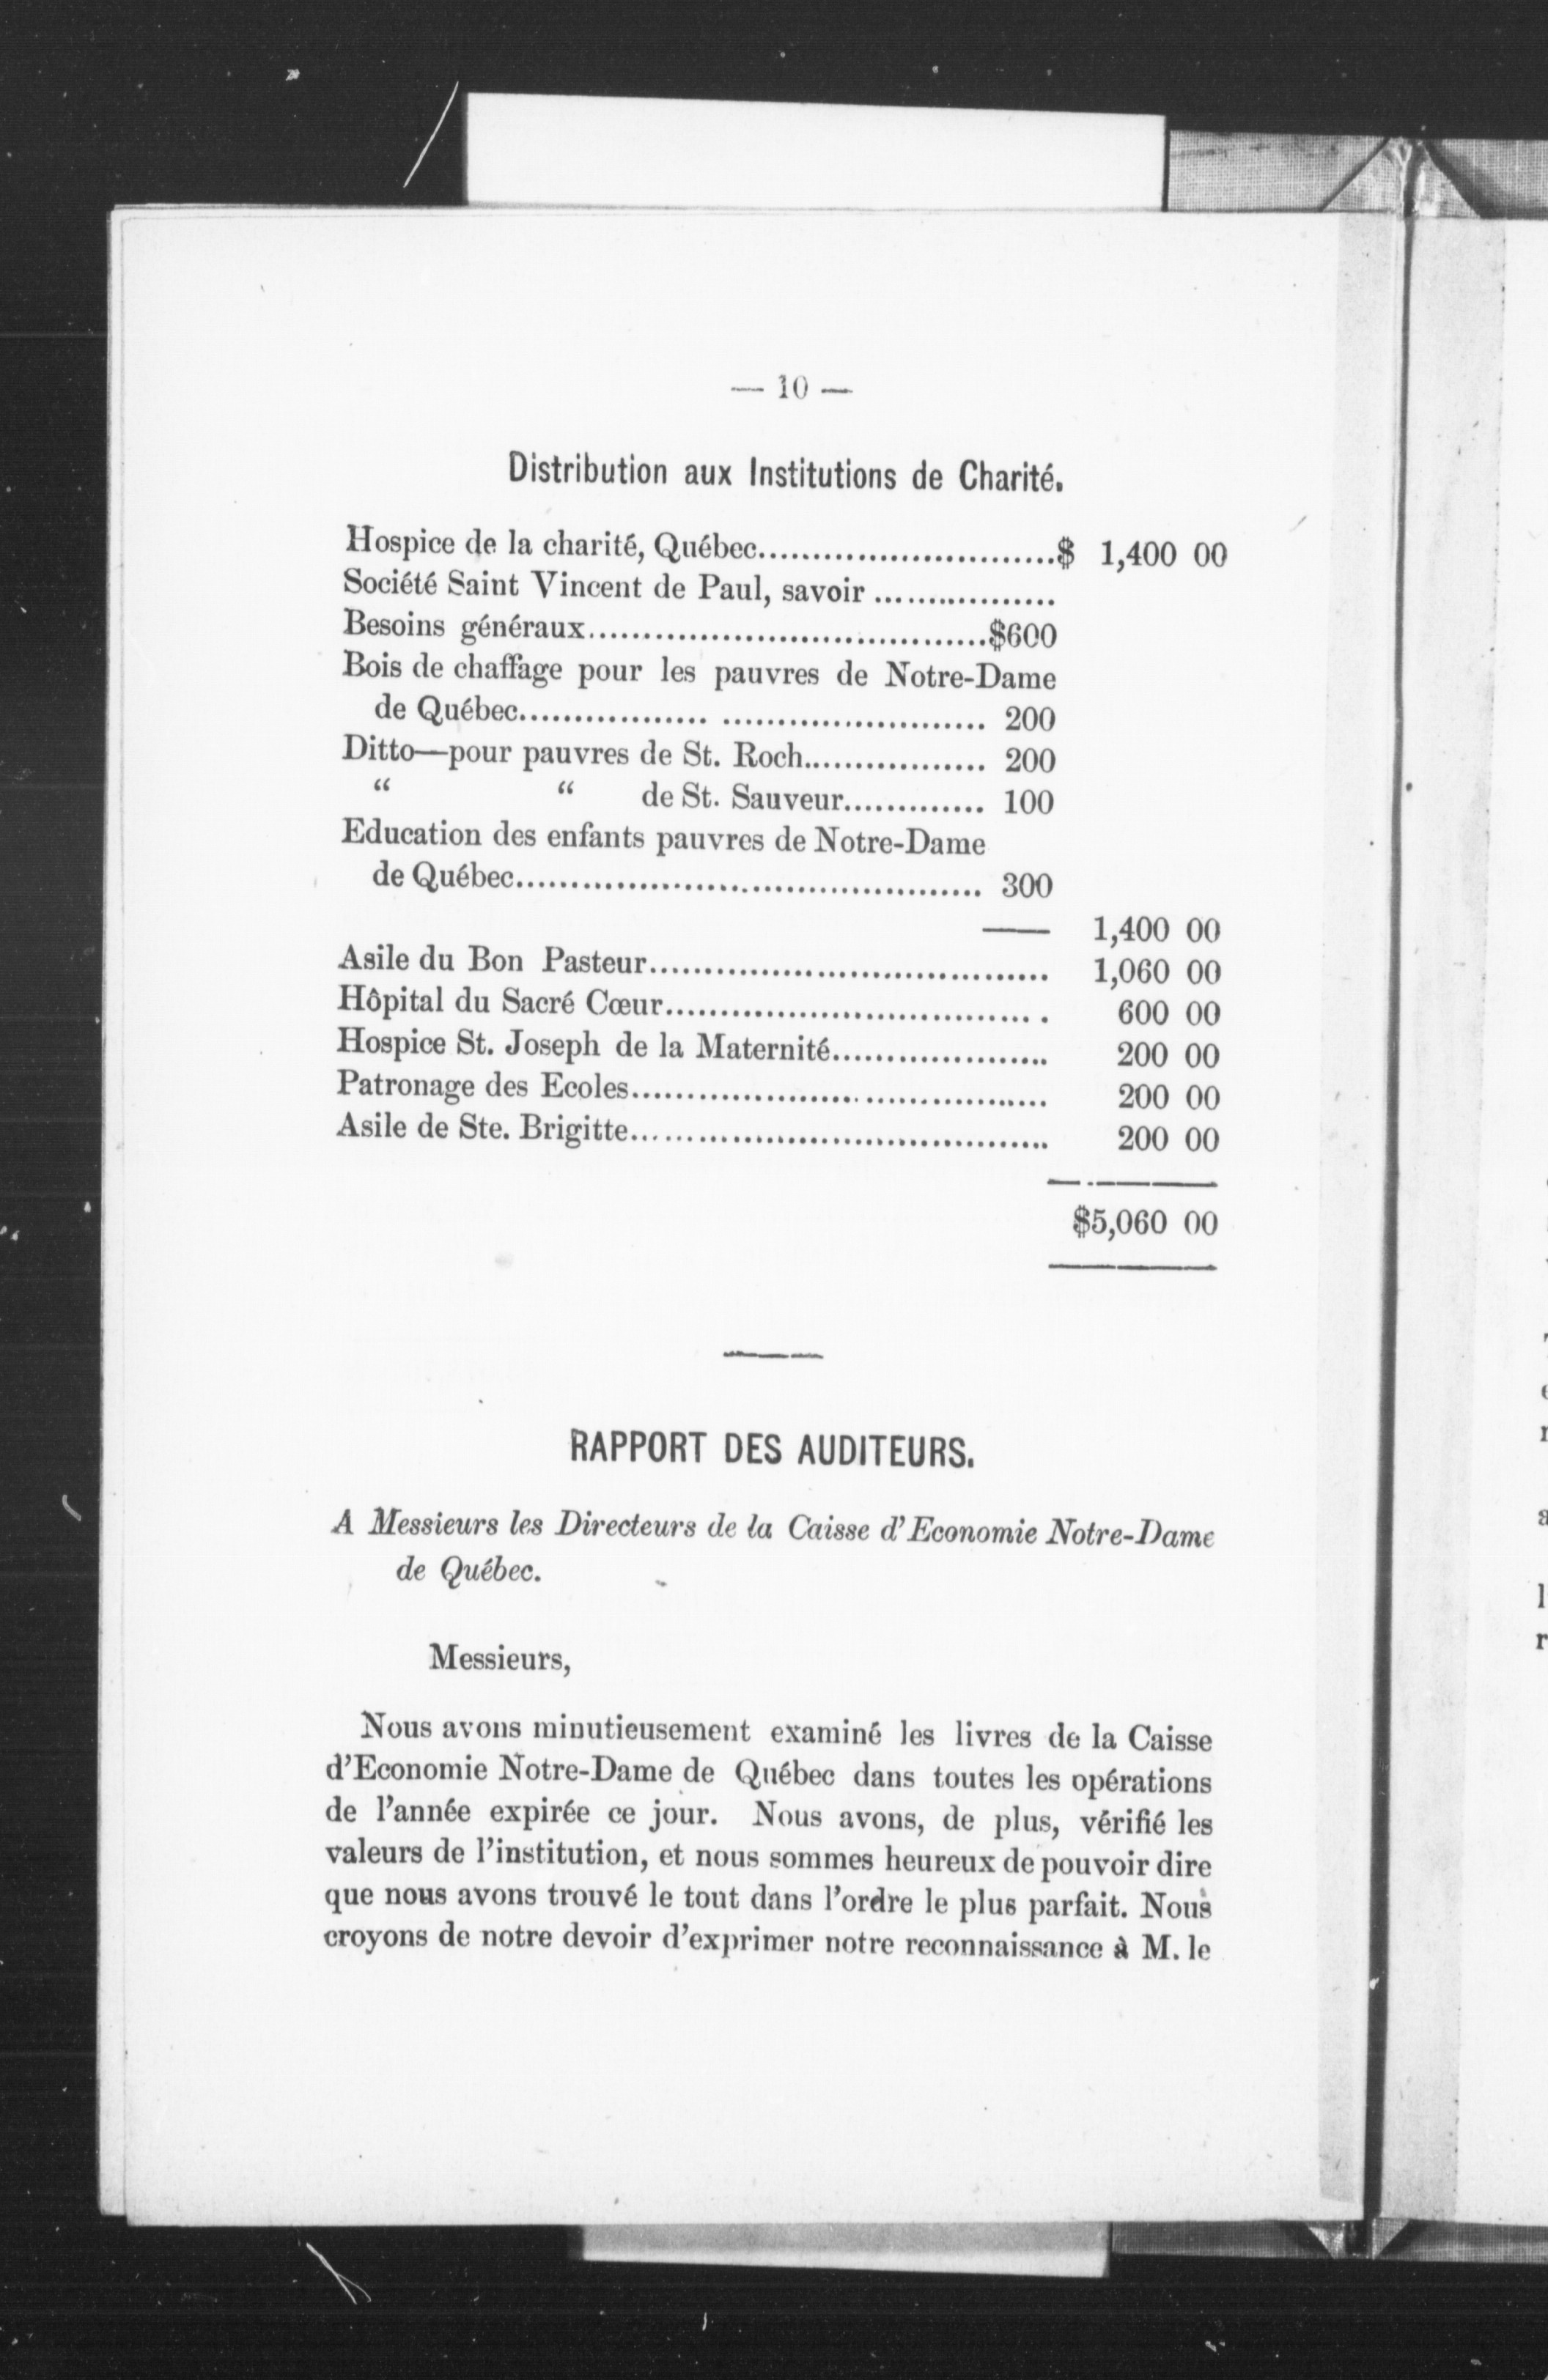 — 10 —
Distribution aux Institutions de Charité.
Hospice de la charité, Québec..............................$ 1,400 00
Société Saint Vincent de Paul, savoir .................
Besoins généraux.....................................$600
Bois de chaffage pour les pauvres de Notre-Dame
de Québec................. ........................ 200
Ditto—pour pauvres de St. Roch................. 200
“ “ de St. Sauveur............. 100
Education des enfants pauvres de Notre-Dame
de Québec........................................... 300
—— 1,400 00
Asile du Bon Pasteur..................................... 1,060 00
Hôpital du Sacré Cœur.................................. . 600 00
Hospice St. Joseph de la Maternité.................... 200 00
Patronage des Ecoles...................................... 200 00
Asile de Ste. Brigitte....................................... 200 00
$5,060 00
RAPPORT DES AUDITEURS.
A Messieurs les Directeurs de la Caisse d'Economie Notre-Dame
de Québec.
Messieurs,
Nous avons minutieusement examiné les livres de la Caisse
d'Economie Notre-Dame de Québec dans toutes les opérations
de l'année expirée ce jour. Nous avons, de plus, vérifié les
valeurs de l'institution, et nous sommes heureux de pouvoir dire
que nous avons trouvé le tout dans l'ordre le plus parfait. Nous
croyons de notre devoir d'exprimer notre reconnaissance à M. le